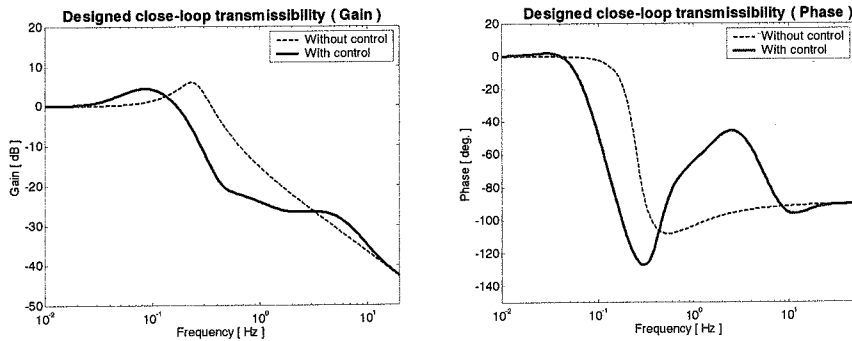 Designed close-loop transmissibility ( Gain )
Without control
With control
20
10
0
-10
-20
-30
-40
-50
Gain [ dB ]
10-2
10-1
100
101
Frequency [ Hz ]
Designed close-loop transmissibility ( Phase )
Without control
With control
0
-20
-40
-60
-80
-100
-120
-140
Phase [ deg. ]
10-2
10-1
100
101
Frequency [ Hz ]